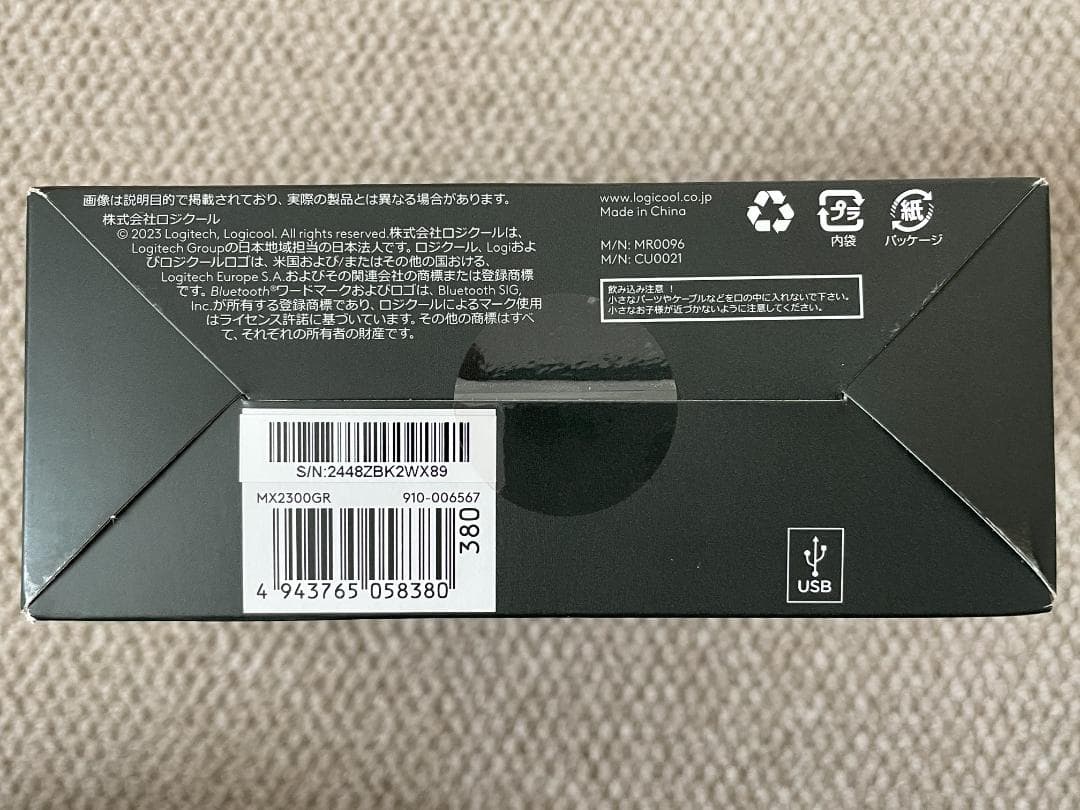 画像は説明目的で掲載されており、実際の製品とは異なる場合があります。
株式会社ロジクール
© 2023 Logitech, Logicool. All rights reserved.株式会社ロジクールは、
Logitech Groupの日本地域担当の日本法人です。ロジクール、Logiおよ
びロジクールロゴは、米国および/またはその他の国おける、
Logitech Europe S.A.およびその関連会社の商標または登録商標
です。Bluetooth®ワードマークおよびロゴは、Bluetooth SIG,
Inc.が所有する登録商標であり、ロジクールによるマーク使用
はライセンス許諾に基づいています。その他の商標はすべ
て、それぞれの所有者の財産です。
www.logicool.co.jp
Made in China
M/N: MR0096
M/N: CU0021
プラ
内袋
紙
パッケージ
飲み込み注意！
小さなパーツやケーブルなどを口の中に入れないで下さい。
小さなお子様が近づかないように注意してください。
S/N:2448ZBK2WX89
MX2300GR 910-006567
380
4 943765 058380
USB